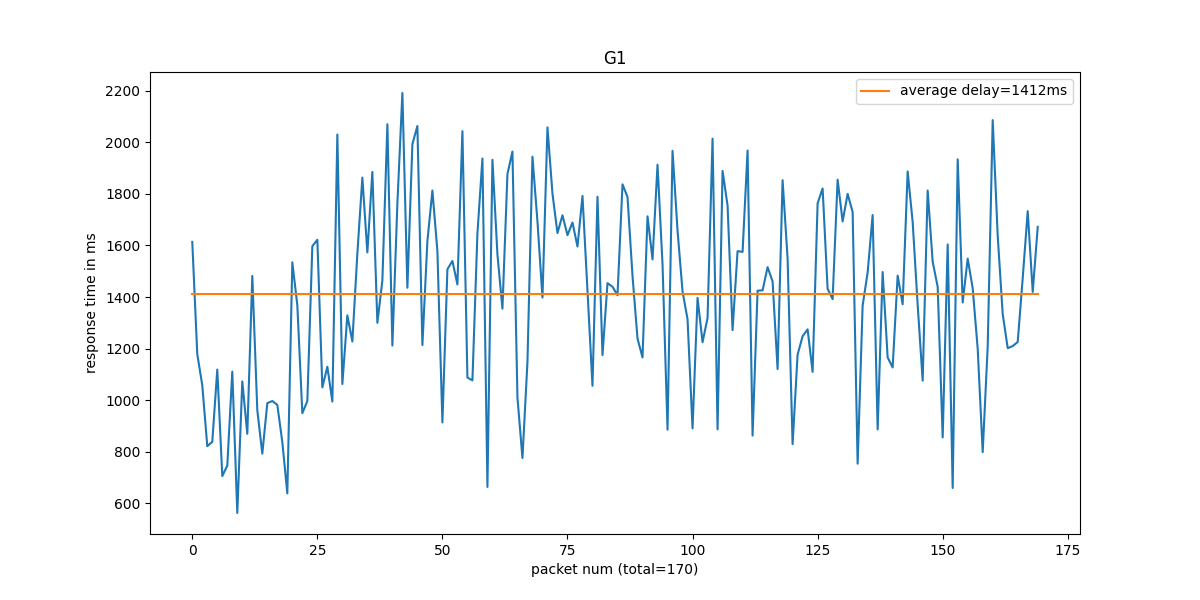 G1
average delay=1412ms
response time in ms
2200
2000
1800
1600
1400
1200
1000
800
600
0 25 50 75 100 125 150 175
packet num (total=170)